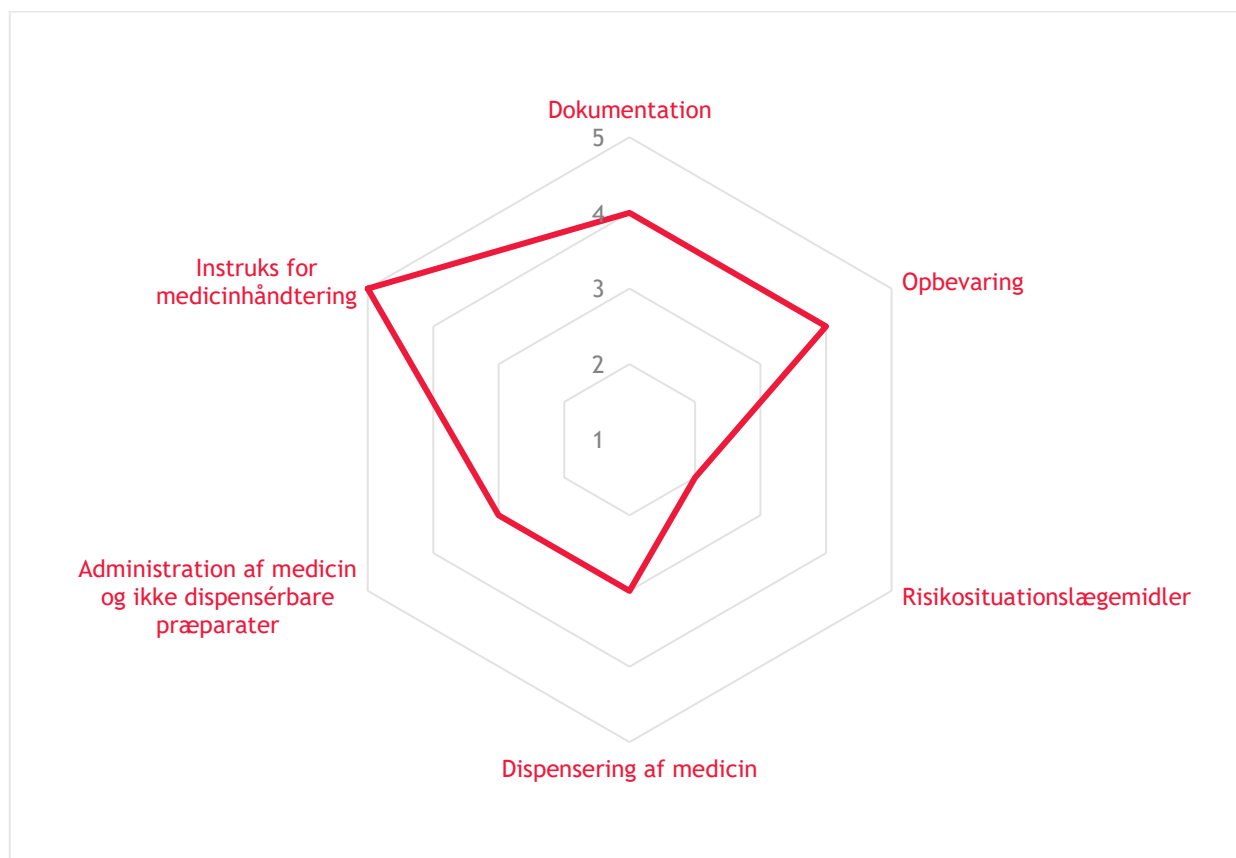 Dokumentation
5
4
3
2
1
Opbevaring
Risikosituationslægemidler
Dispensering af medicin
Administration af medicin
og ikke dispensérbare
præparater
Instruks for
medicinhåndtering